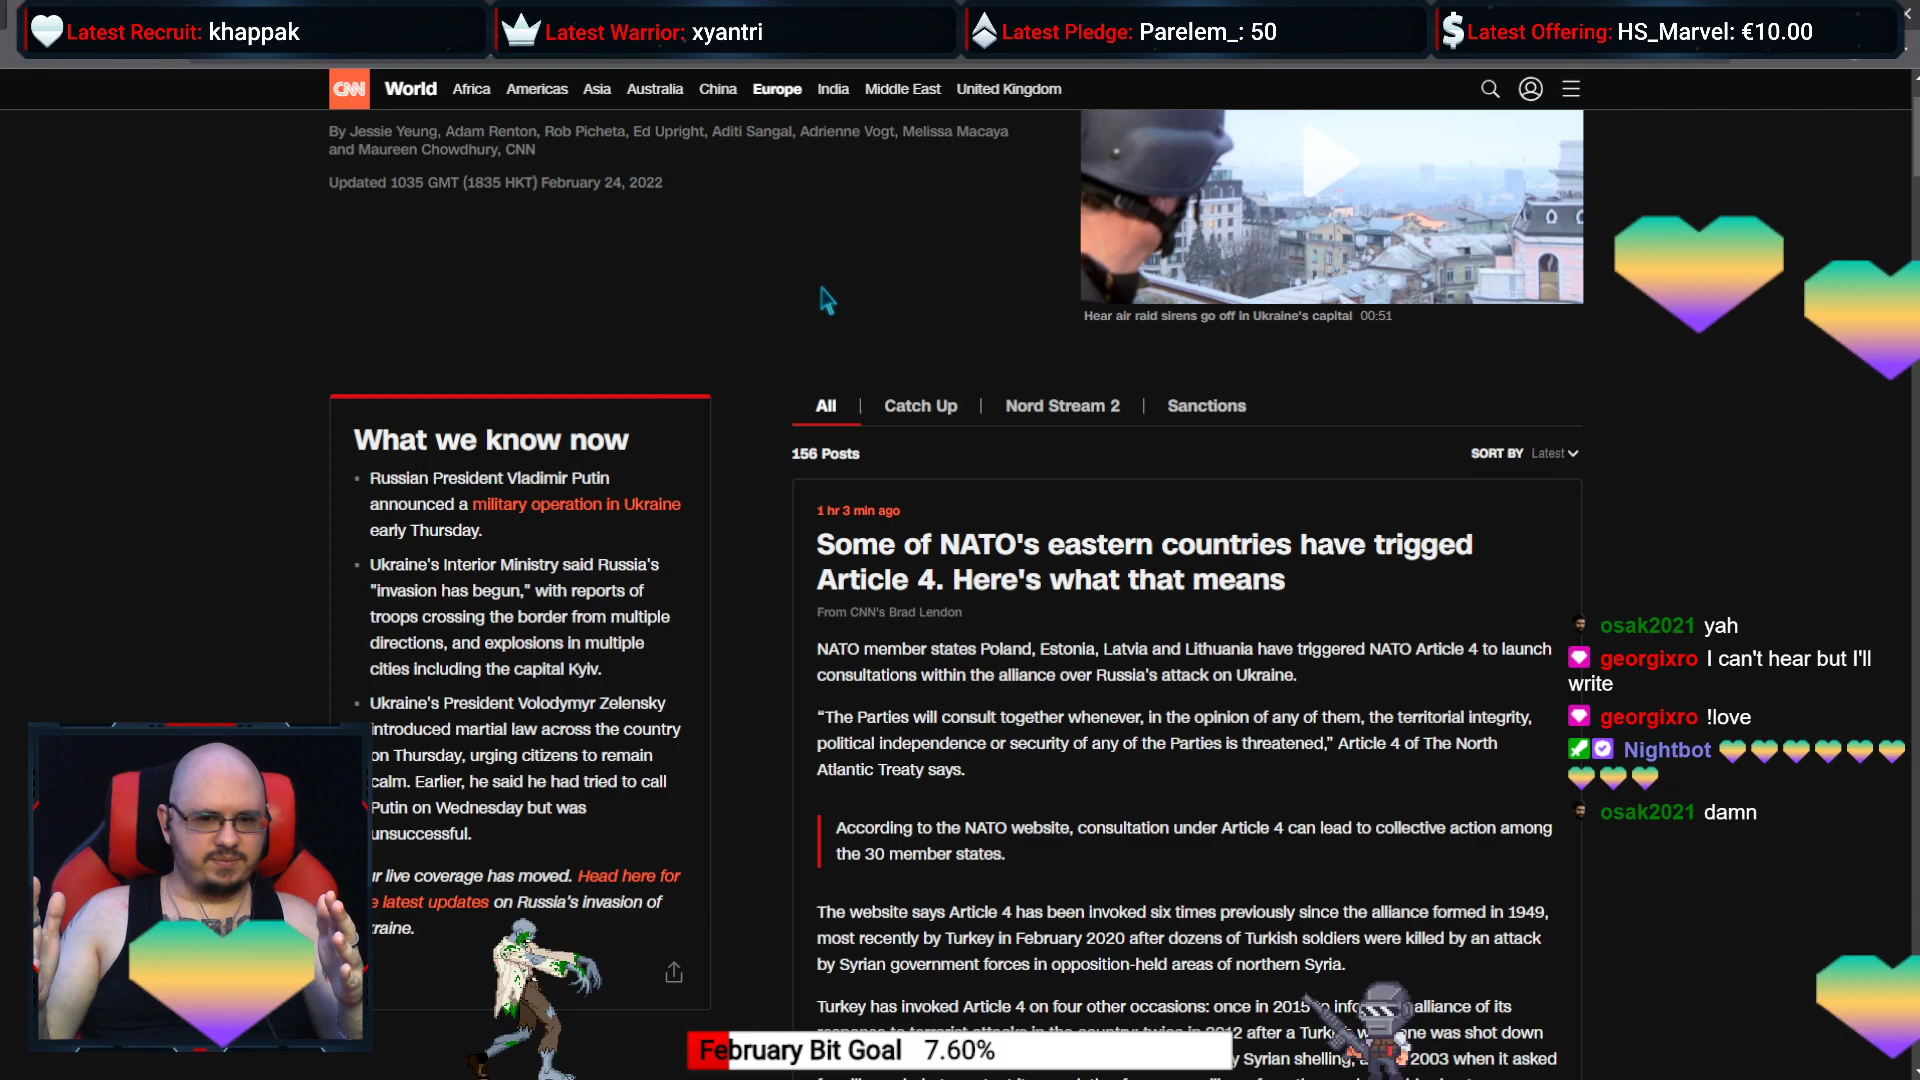 Latest Recruit: khappak
Latest Warrior: xyantri
Latest Pledge: Parelem_: 50
Latest Offering: HS_Marvel: €10.00
CNN World Africa Americas Asia Australia China Europe India Middle East United Kingdom
By Jessie Yeung, Adam Renton, Rob Picheta, Ed Upright, Aditi Sangal, Adrienne Vogt, Melissa Macaya
and Maureen Chowdhury, CNN
Updated 1035 GMT (1835 HKT) February 24, 2022
Hear air raid sirens go off in Ukraine's capital 00:51
What we know now
Russian President Vladimir Putin
announced a military operation in Ukraine
early Thursday.
Ukraine's Interior Ministry said Russia's
"invasion has begun," with reports of
troops crossing the border from multiple
directions, and explosions in multiple
cities including the capital Kyiv.
Ukraine's President Volodymyr Zelensky
introduced martial law across the country
on Thursday, urging citizens to remain
calm. Earlier, he said he had tried to call
Putin on Wednesday but was
unsuccessful.
r live coverage has moved. Head here for
e latest updates on Russia's invasion of
raine.
All | Catch Up | Nord Stream 2 | Sanctions
156 Posts
SORT BY Latest
1 hr 3 min ago
Some of NATO's eastern countries have trigged
Article 4. Here's what that means
From CNN's Brad Lendon
NATO member states Poland, Estonia, Latvia and Lithuania have triggered NATO Article 4 to launch
consultations within the alliance over Russia's attack on Ukraine.
“The Parties will consult together whenever, in the opinion of any of them, the territorial integrity,
political independence or security of any of the Parties is threatened,” Article 4 of The North
Atlantic Treaty says.
According to the NATO website, consultation under Article 4 can lead to collective action among
the 30 member states.
The website says Article 4 has been invoked six times previously since the alliance formed in 1949,
most recently by Turkey in February 2020 after dozens of Turkish soldiers were killed by an attack
by Syrian government forces in opposition-held areas of northern Syria.
Turkey has invoked Article 4 on four other occasions: once in 2015 alliance of its
after a one was shot down
y Syrian shelling, 2003 when it asked
February Bit Goal 7.60%
osak2021 yah
georgixro I can't hear but I'll
write
georgixro !love
Nightbot
osak2021 damn